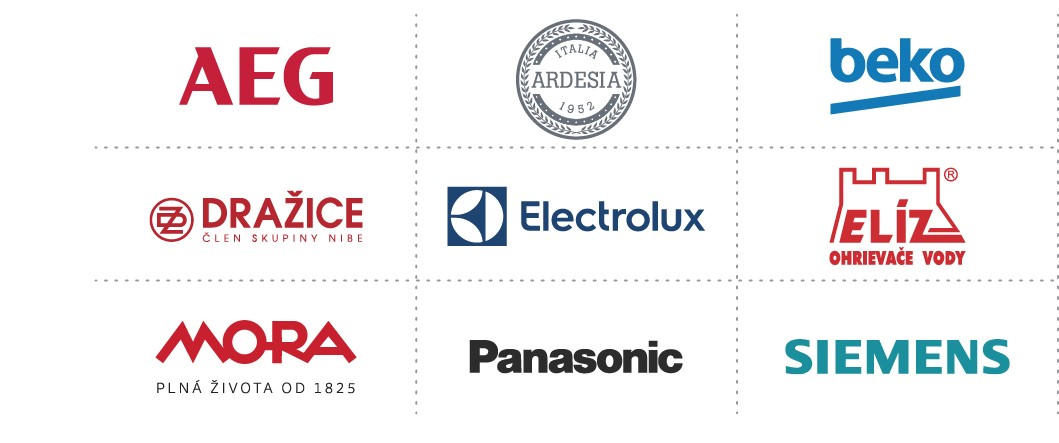 AEG
ITALIA
ARDESIA
1952
beko
DRAŽICE
ČLEN SKUPINY NIBE
Electrolux
ELÍZ ®
OHRIEVAČE VODY
MORA
PLNÁ ŽIVOTA OD 1825
Panasonic
SIEMENS